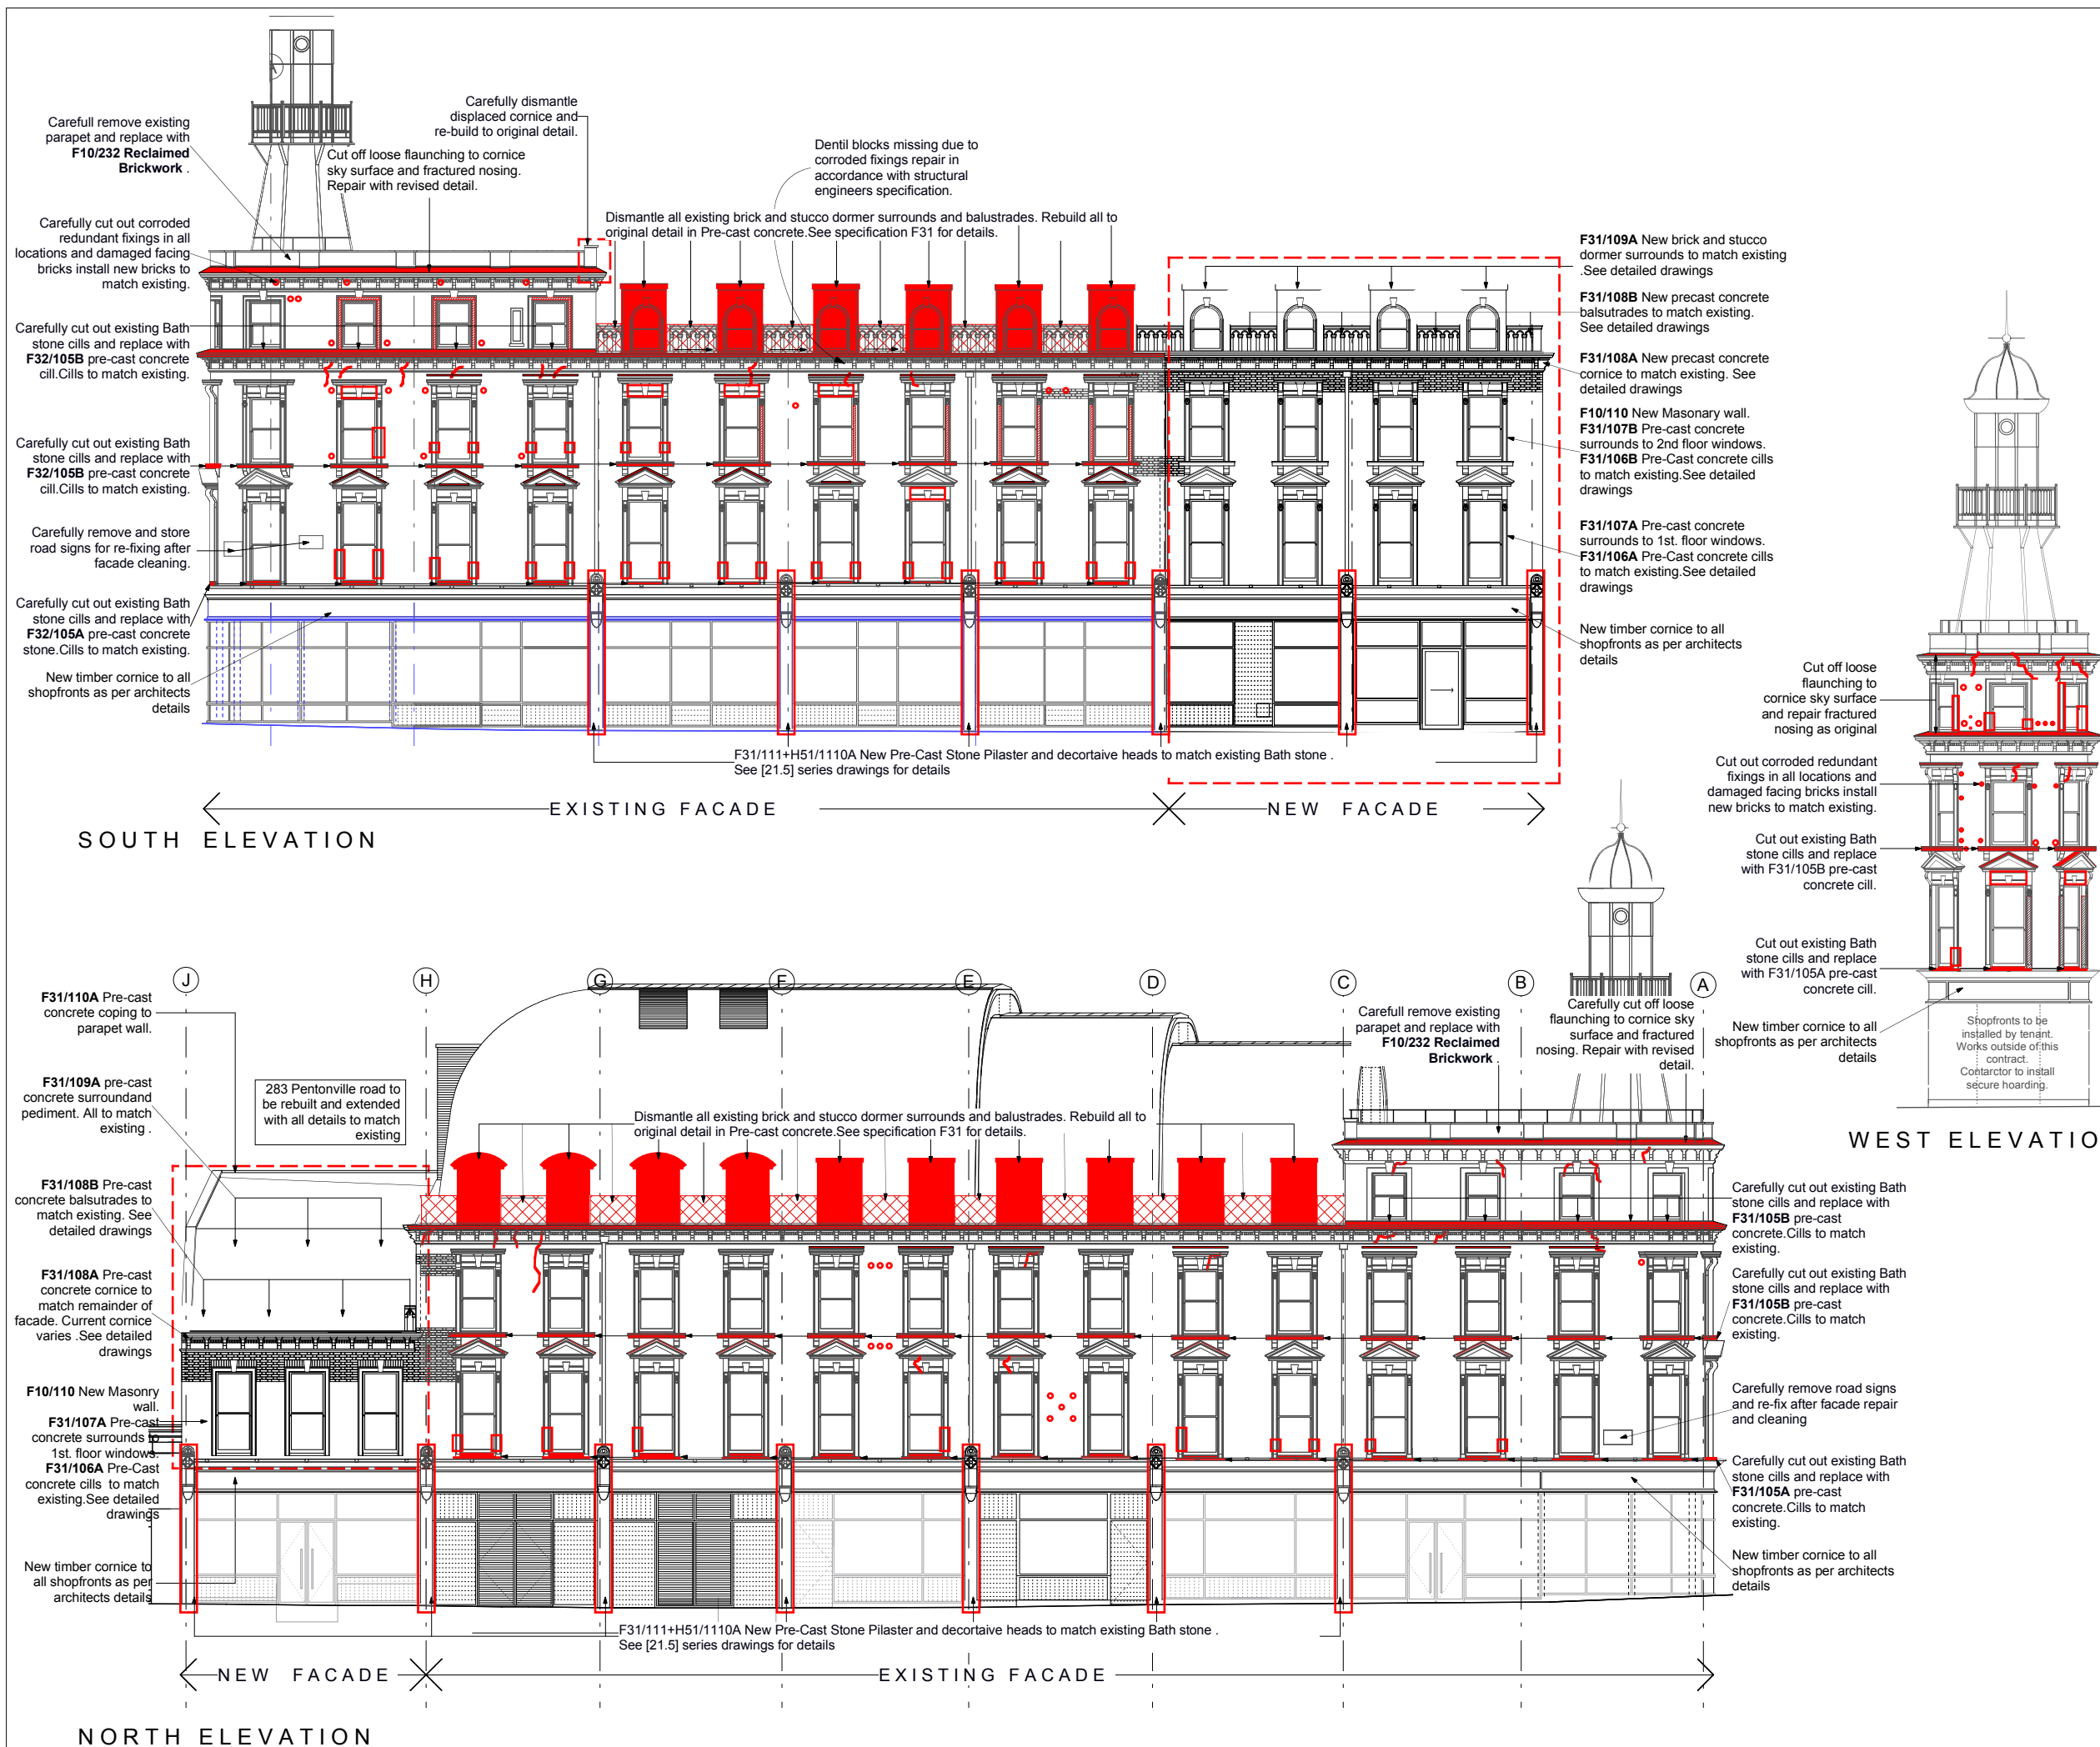 Carefull remove existing
parapet and replace with
F10/232 Reclaimed
Brickwork .
Carefully dismantle
displaced cornice and
re-build to original detail.
Cut off loose flaunching to cornice
sky surface and fractured nosing.
Repair with revised detail.
Dentil blocks missing due to
corroded fixings repair in
accordance with structural
engineers specification.
Dismantle all existing brick and stucco dormer surrounds and balustrades. Rebuild all to
original detail in Pre-cast concrete.See specification F31 for details.
Carefully cut out corroded
redundant fixings in all
locations and damaged facing
bricks install new bricks to
match existing.
Carefully cut out existing Bath
stone cills and replace with
F32/105B pre-cast concrete
cill.Cills to match existing.
Carefully cut out existing Bath
stone cills and replace with
F32/105B pre-cast concrete
cill.Cills to match existing.
Carefully remove and store
road signs for re-fixing after
facade cleaning.
Carefully cut out existing Bath
stone cills and replace with
F32/105A pre-cast concrete
stone.Cills to match existing.
New timber cornice to all
shopfronts as per architects
details
F31/109A New brick and stucco
dormer surrounds to match existing
.See detailed drawings
F31/108B New precast concrete
balsutrades to match existing.
See detailed drawings
F31/108A New precast concrete
cornice to match existing. See
detailed drawings
F10/110 New Masonary wall.
F31/107B Pre-cast concrete
surrounds to 2nd floor windows.
F31/106B Pre-Cast concrete cills
to match existing.See detailed
drawings
F31/107A Pre-cast concrete
surrounds to 1st. floor windows.
F31/106A Pre-Cast concrete cills
to match existing.See detailed
drawings
New timber cornice to all
shopfronts as per architects
details
F31/111+H51/1110A New Pre-Cast Stone Pilaster and decortaive heads to match existing Bath stone .
See [21.5] series drawings for details
EXISTING FACADE
NEW FACADE
SOUTH ELEVATION
Cut off loose
flaunching to
cornice sky surface
and repair fractured
nosing as original
Cut out corroded redundant
fixings in all locations and
damaged facing bricks install
new bricks to match existing.
Cut out existing Bath
stone cills and replace
with F31/105B pre-cast
concrete cill.
Cut out existing Bath
stone cills and replace
with F31/105A pre-cast
concrete cill.
New timber cornice to all
shopfronts as per architects
details
Shopfronts to be
installed by tenant.
Works outside of this
contract.
Contarctor to install
secure hoarding.
WEST ELEVATIO
J
H
G
F
E
D
C
B
A
F31/110A Pre-cast
concrete coping to
parapet wall.
F31/109A pre-cast
concrete surroundand
pediment. All to match
existing .
283 Pentonville road to
be rebuilt and extended
with all details to match
existing
Dismantle all existing brick and stucco dormer surrounds and balustrades. Rebuild all to
original detail in Pre-cast concrete.See specification F31 for details.
Carefull remove existing
parapet and replace with
F10/232 Reclaimed
Brickwork .
Carefully cut off loose
flaunching to cornice sky
surface and fractured
nosing. Repair with revised
detail.
F31/108B Pre-cast
concrete balsutrades to
match existing. See
detailed drawings
F31/108A Pre-cast
concrete cornice to
match remainder of
facade. Current cornice
varies .See detailed
drawings
F10/110 New Masonry
wall.
F31/107A Pre-cast
concrete surrounds to
1st. floor windows.
F31/106A Pre-Cast
concrete cills to match
existing.See detailed
drawings
New timber cornice to
all shopfronts as per
architects details
Carefully cut out existing Bath
stone cills and replace with
F31/105B pre-cast
concrete.Cills to match
existing.
Carefully cut out existing Bath
stone cills and replace with
F31/105B pre-cast
concrete.Cills to match
existing.
Carefully remove road signs
and re-fix after facade repair
and cleaning
Carefully cut out existing Bath
stone cills and replace with
F31/105A pre-cast
concrete.Cills to match
existing.
New timber cornice to all
shopfronts as per architects
details
F31/111+H51/1110A New Pre-Cast Stone Pilaster and decortaive heads to match existing Bath stone .
See [21.5] series drawings for details
NEW FACADE
EXISTING FACADE
NORTH ELEVATION